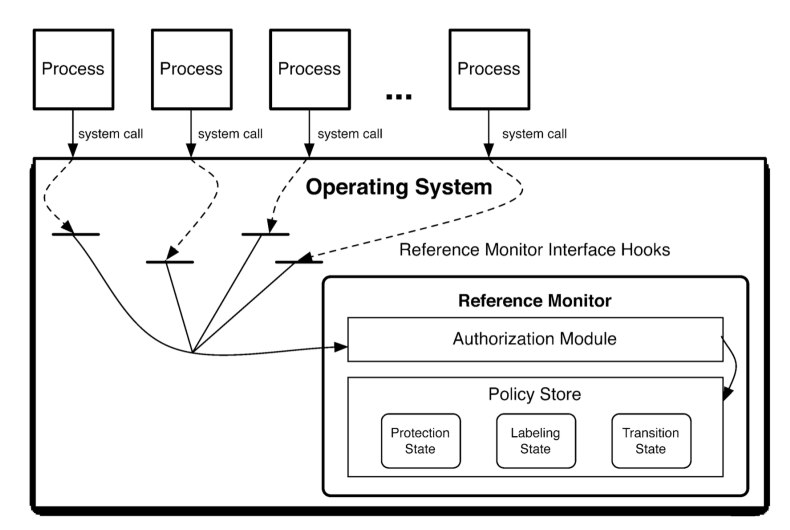 Process
Process
Process
...
Process
system call
system call
system call
system call
Operating System
Reference Monitor Interface Hooks
Reference Monitor
Authorization Module
Policy Store
Protection
State
Labeling
State
Transition
State